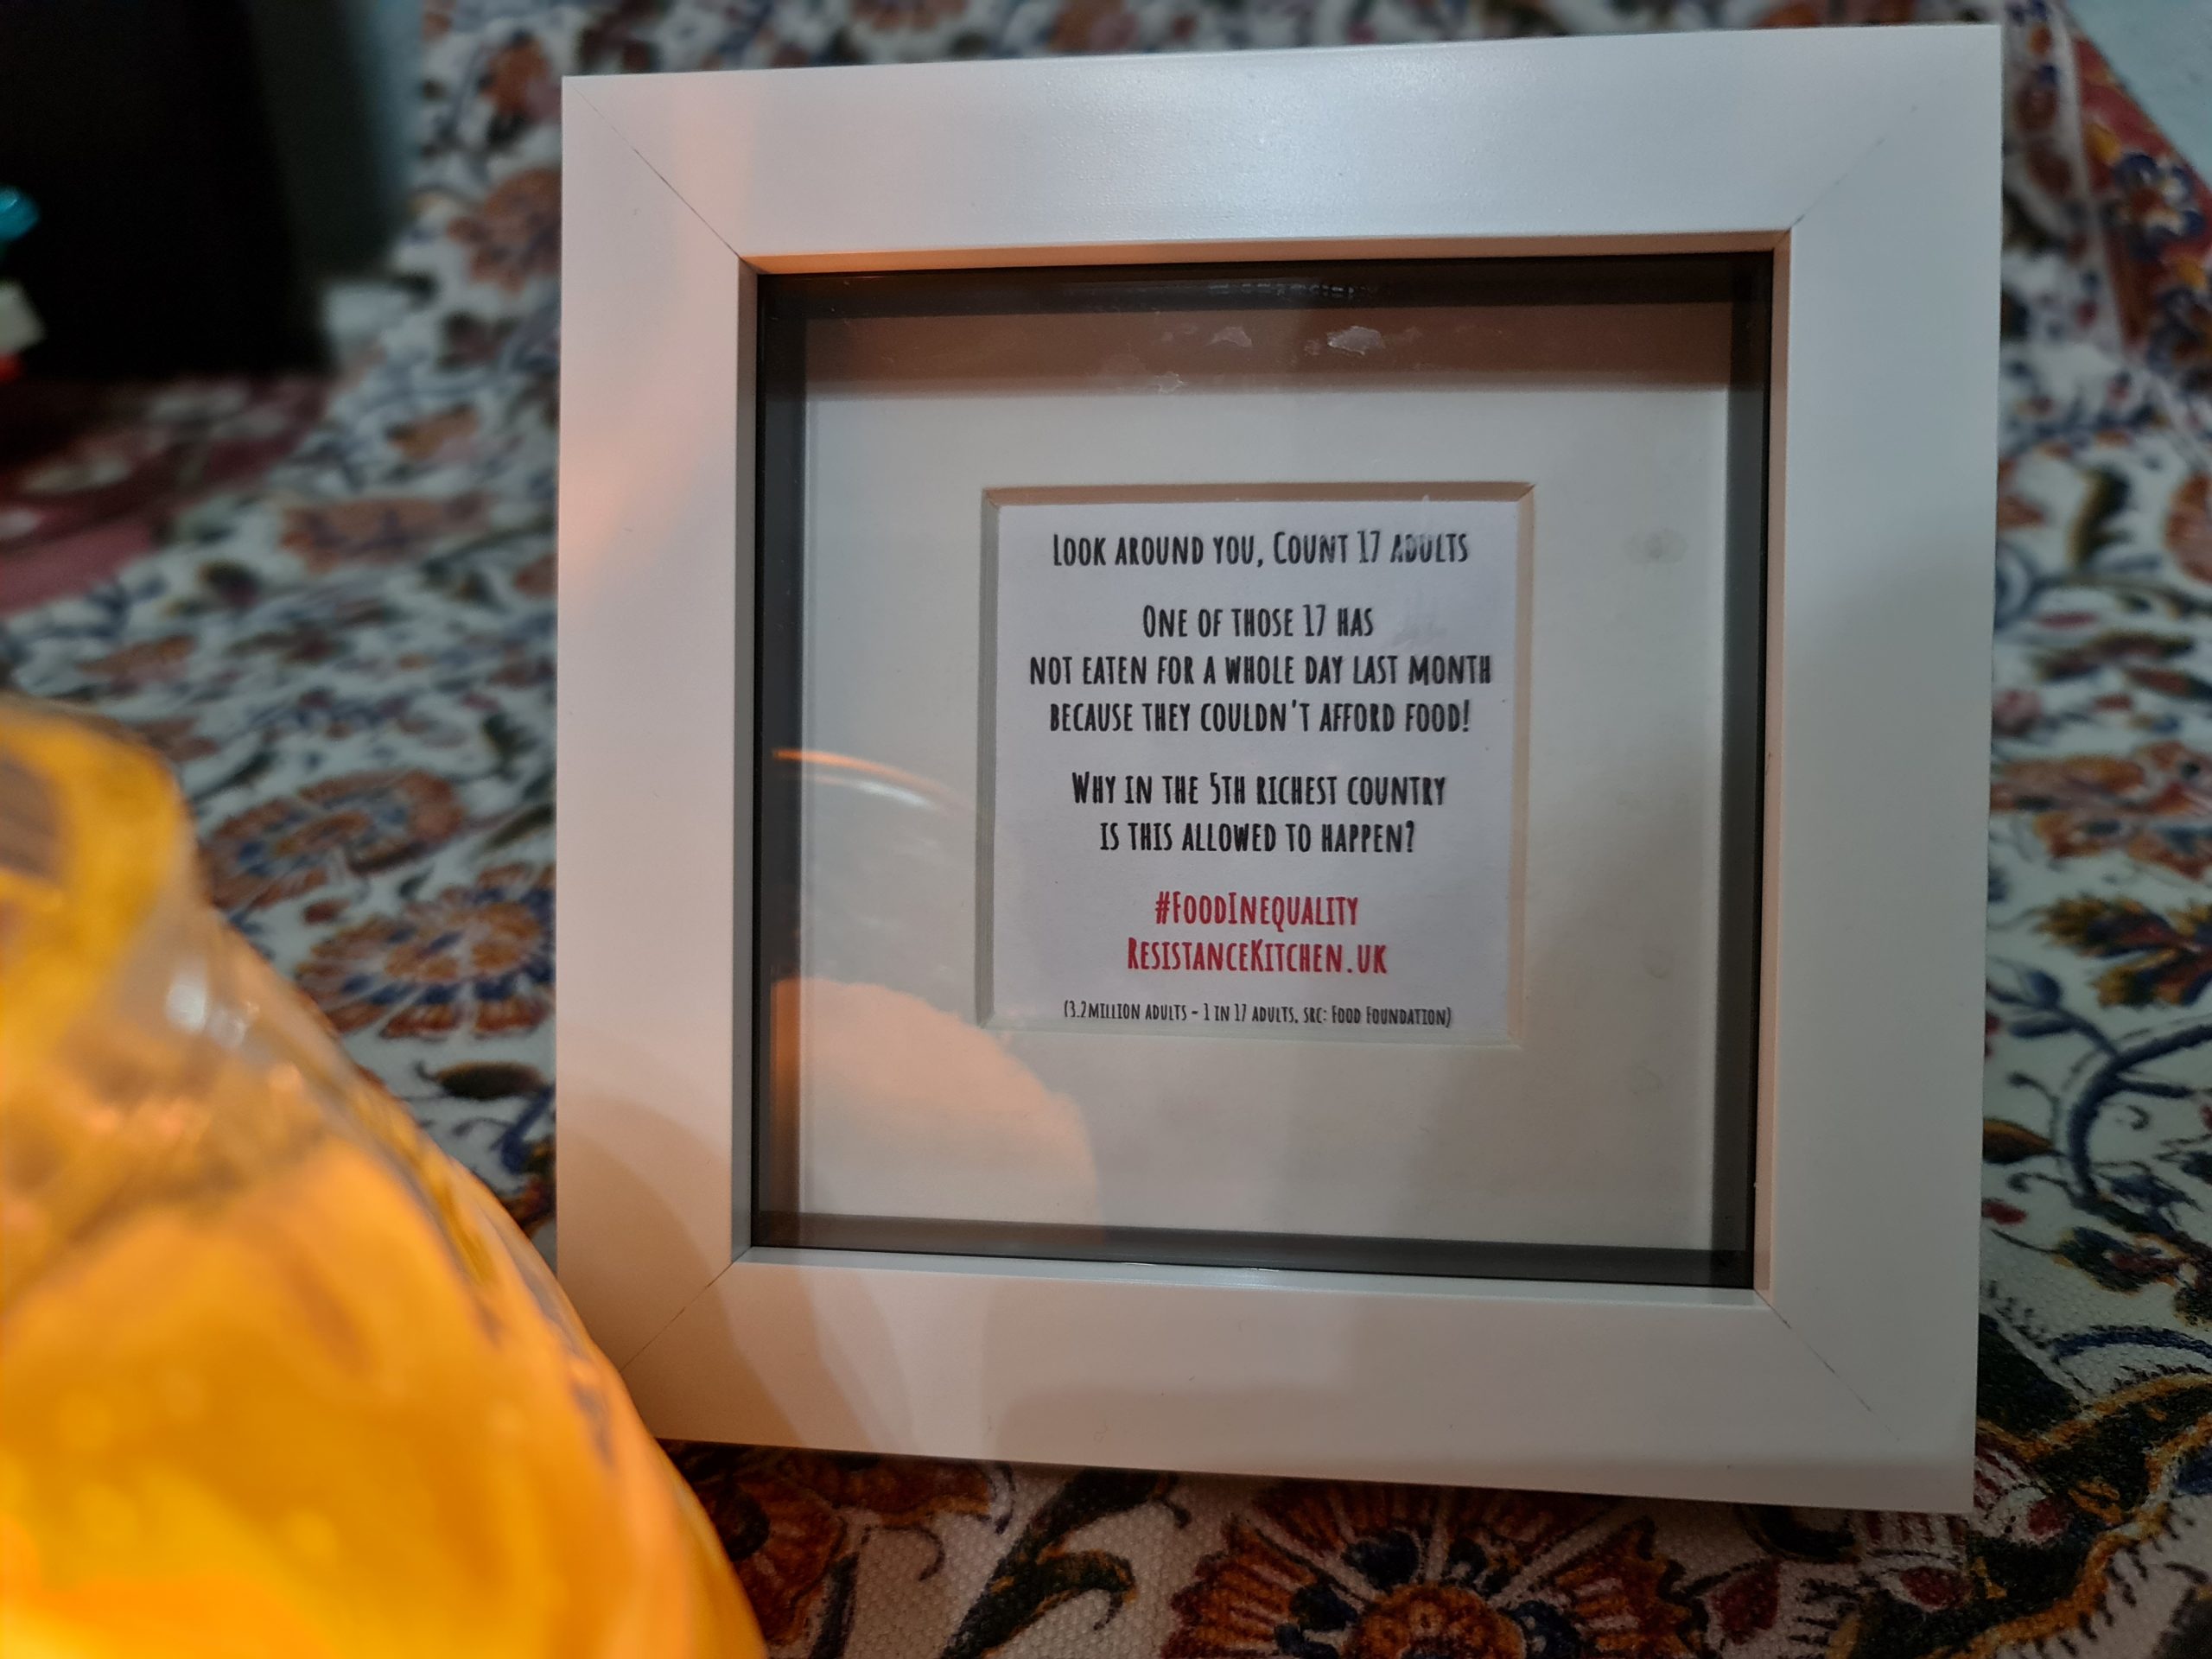 Look around you, Count 17 adults
One of those 17 has
not eaten for a whole day last month
because they couldn't afford food!
Why in the 5th richest country
is this allowed to happen?
#FoodInequality
ResistanceKitchen.uk
(3.2million adults - 1 in 17 adults. src: Food Foundation)